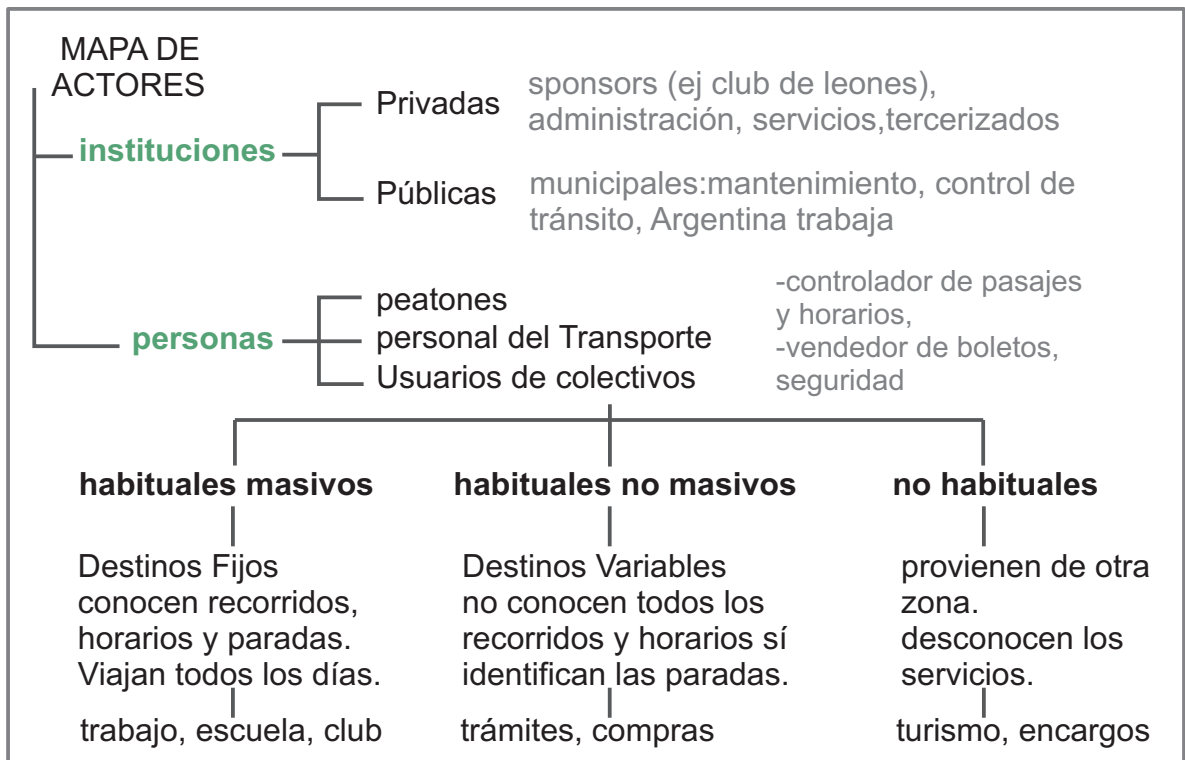 MAPA DE
ACTORES
instituciones
Privadas
sponsors (ej club de leones),
administración, servicios,tercerizados
Públicas
municipales:mantenimiento, control de
tránsito, Argentina trabaja
personas
peatones
personal del Transporte
Usuarios de colectivos
-controlador de pasajes
y horarios,
-vendedor de boletos,
seguridad
habituales masivos
Destinos Fijos
conocen recorridos,
horarios y paradas.
Viajan todos los días.
trabajo, escuela, club
habituales no masivos
Destinos Variables
no conocen todos los
recorridos y horarios sí
identifican las paradas.
trámites, compras
no habituales
provienen de otra
zona.
desconocen los
servicios.
turismo, encargos